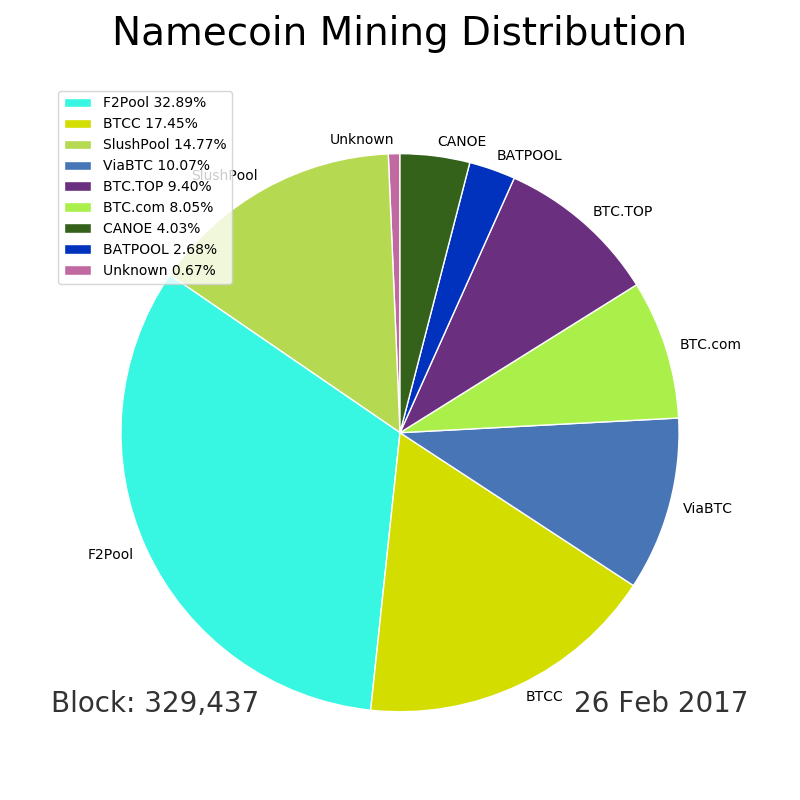 Namecoin Mining Distribution
F2Pool 32.89%
BTCC 17.45%
SlushPool 14.77%
ViaBTC 10.07%
BTC.TOP 9.40%
BTC.com 8.05%
CANOE 4.03%
BATPOOL 2.68%
Unknown 0.67%
Unknown
CANOE
BATPOOL
SlushPool
BTC.TOP
BTC.com
ViaBTC
F2Pool
BTCC
Block: 329,437
26 Feb 2017